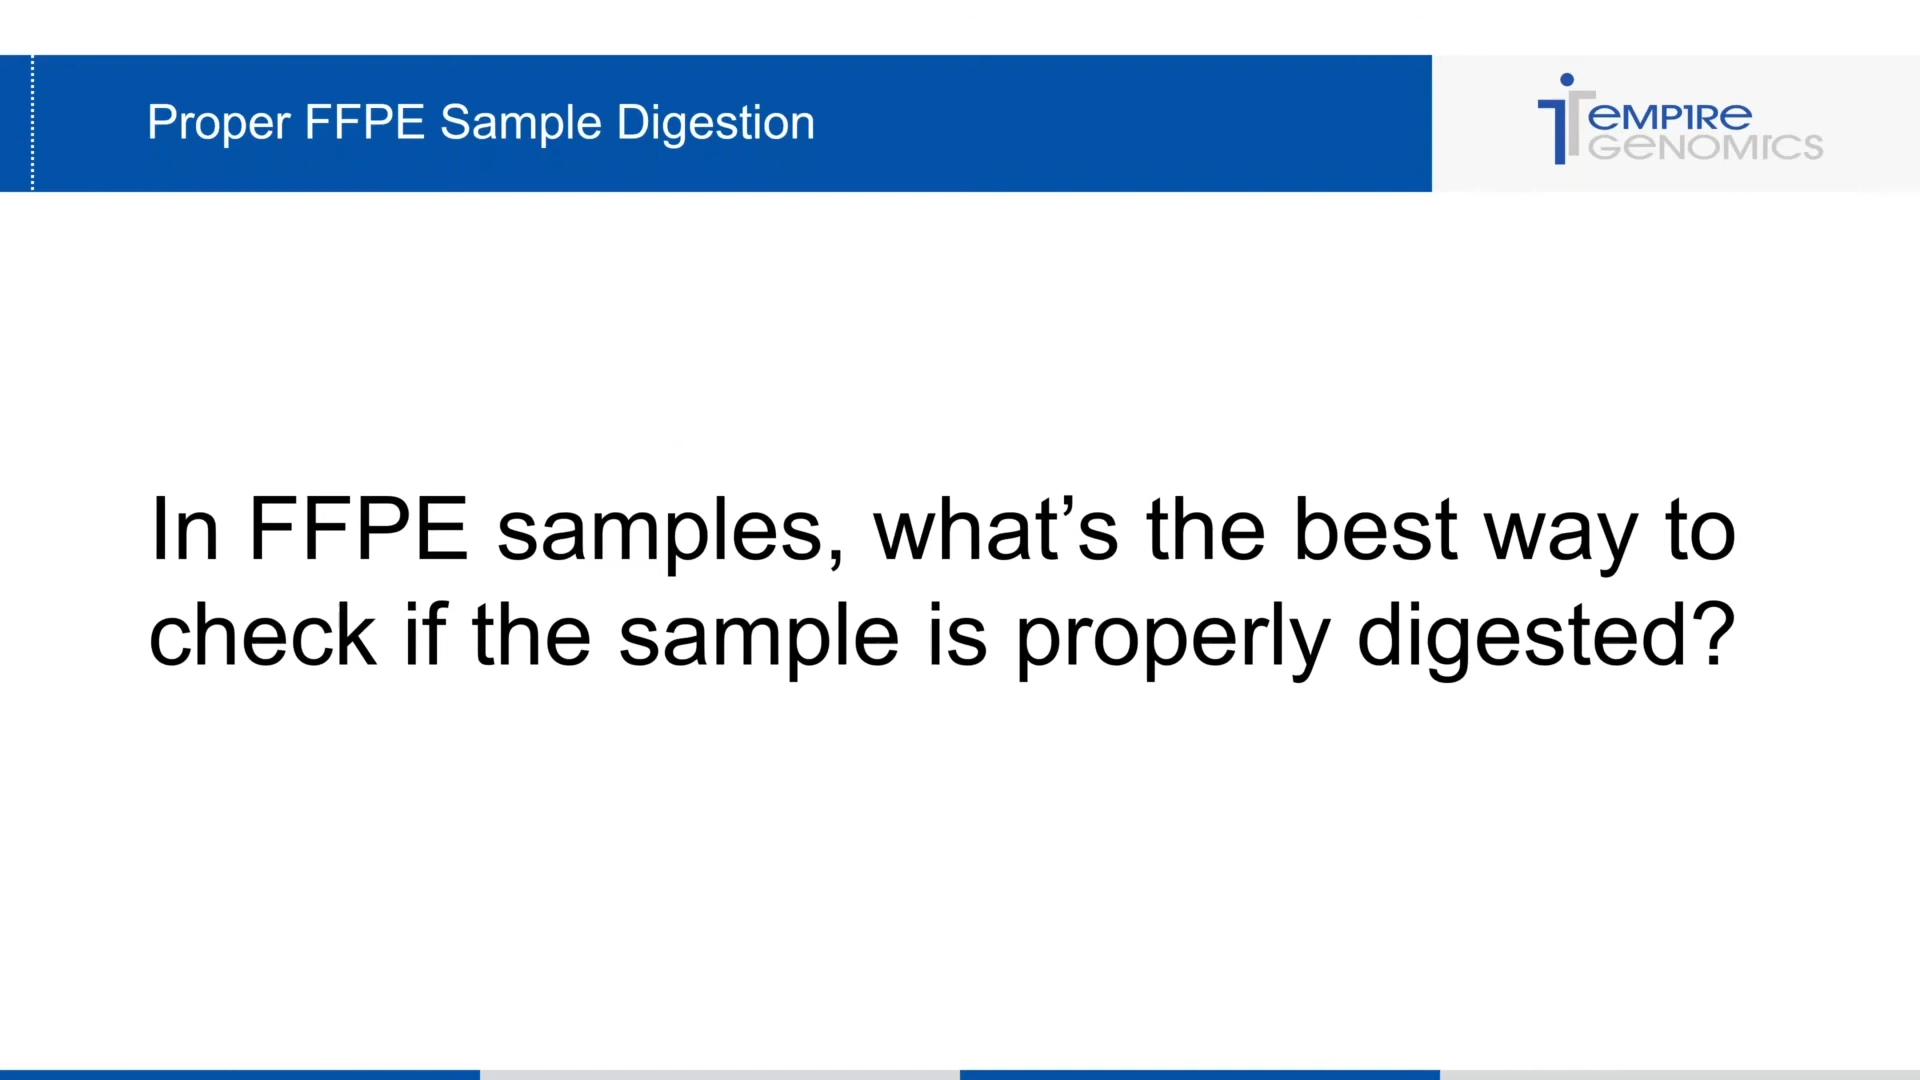 Proper FFPE Sample Digestion
EMPIRE
GENOMICS
In FFPE samples, what’s the best way to
check if the sample is properly digested?